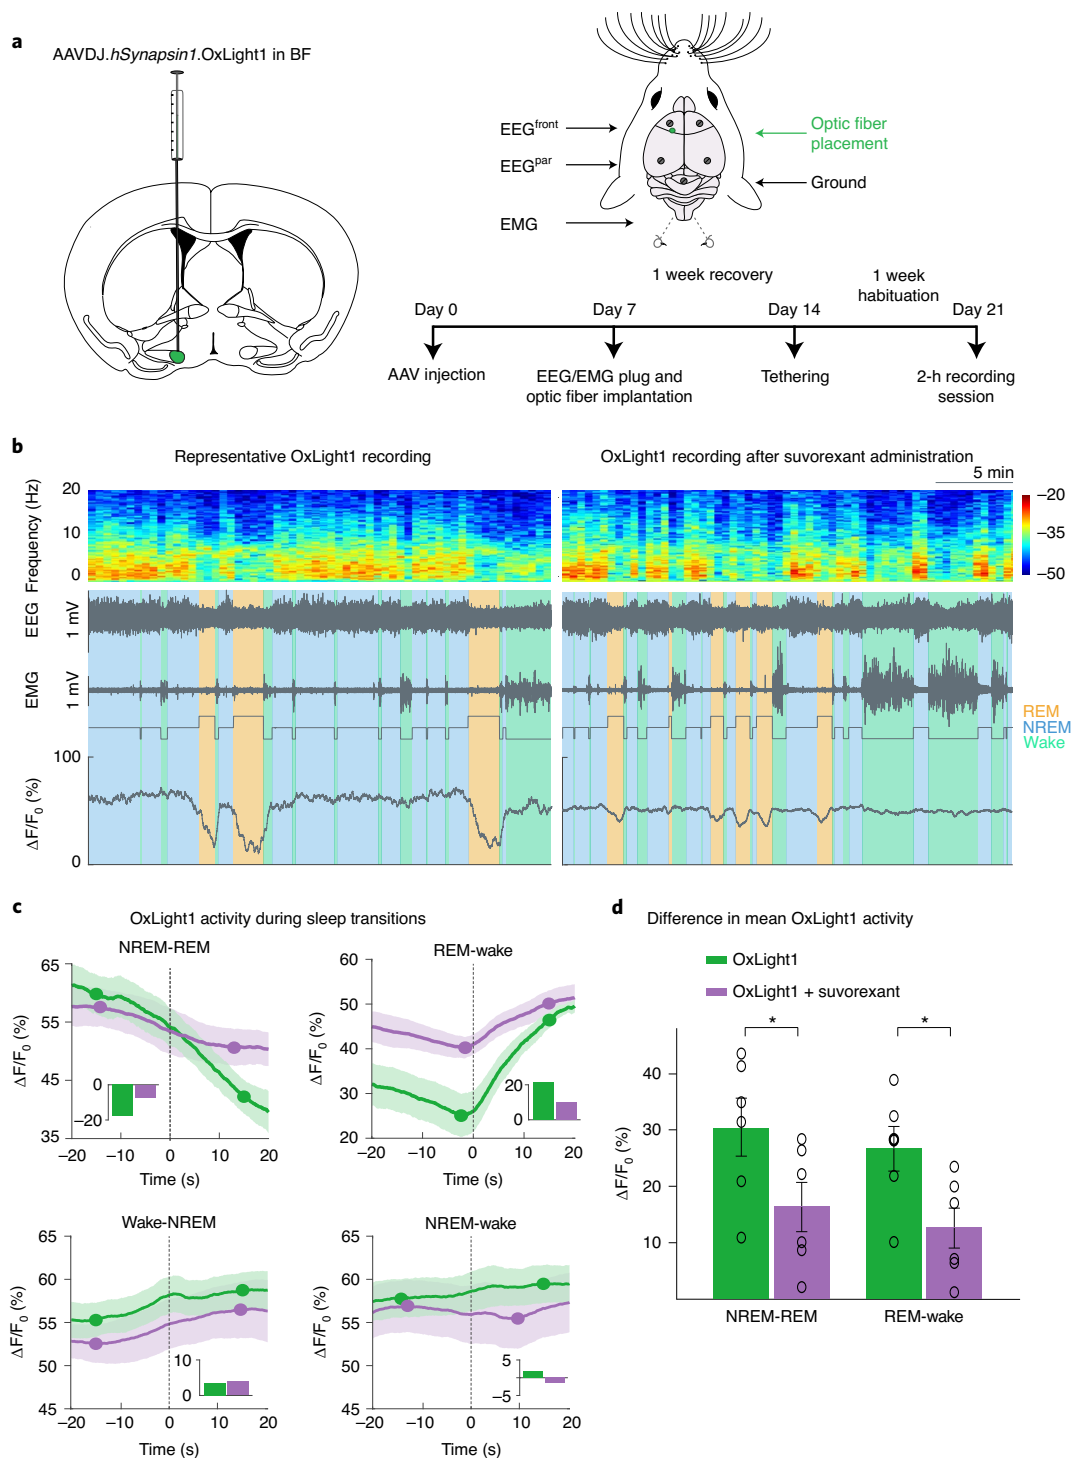 a
AAVDJ.hSynapsin1.OxLight1 in BF
EEG^front
EEG^par
EMG
Optic fiber
placement
Ground
1 week recovery
1 week
habituation
Day 0
Day 7
Day 14
Day 21
AAV injection
EEG/EMG plug and
optic fiber implantation
Tethering
2-h recording
session
b
Representative OxLight1 recording
OxLight1 recording after suvorexant administration
5 min
Frequency (Hz)
20
10
0
–20
–35
–50
EEG
1 mV
EMG
1 mV
REM
NREM
Wake
ΔF/F₀ (%)
100
0
c
OxLight1 activity during sleep transitions
NREM-REM
65
55
45
35
ΔF/F₀ (%)
0
–20
–20 –10 0 10 20
Time (s)
REM-wake
60
50
40
30
20
ΔF/F₀ (%)
20
0
–20 –10 0 10 20
Time (s)
Wake-NREM
65
60
55
50
45
ΔF/F₀ (%)
10
0
–20 –10 0 10 20
Time (s)
NREM-wake
65
60
55
50
45
ΔF/F₀ (%)
5
–5
–20 –10 0 10 20
Time (s)
d
Difference in mean OxLight1 activity
OxLight1
OxLight1 + suvorexant
* *
40
30
20
10
ΔF/F₀ (%)
NREM-REM REM-wake